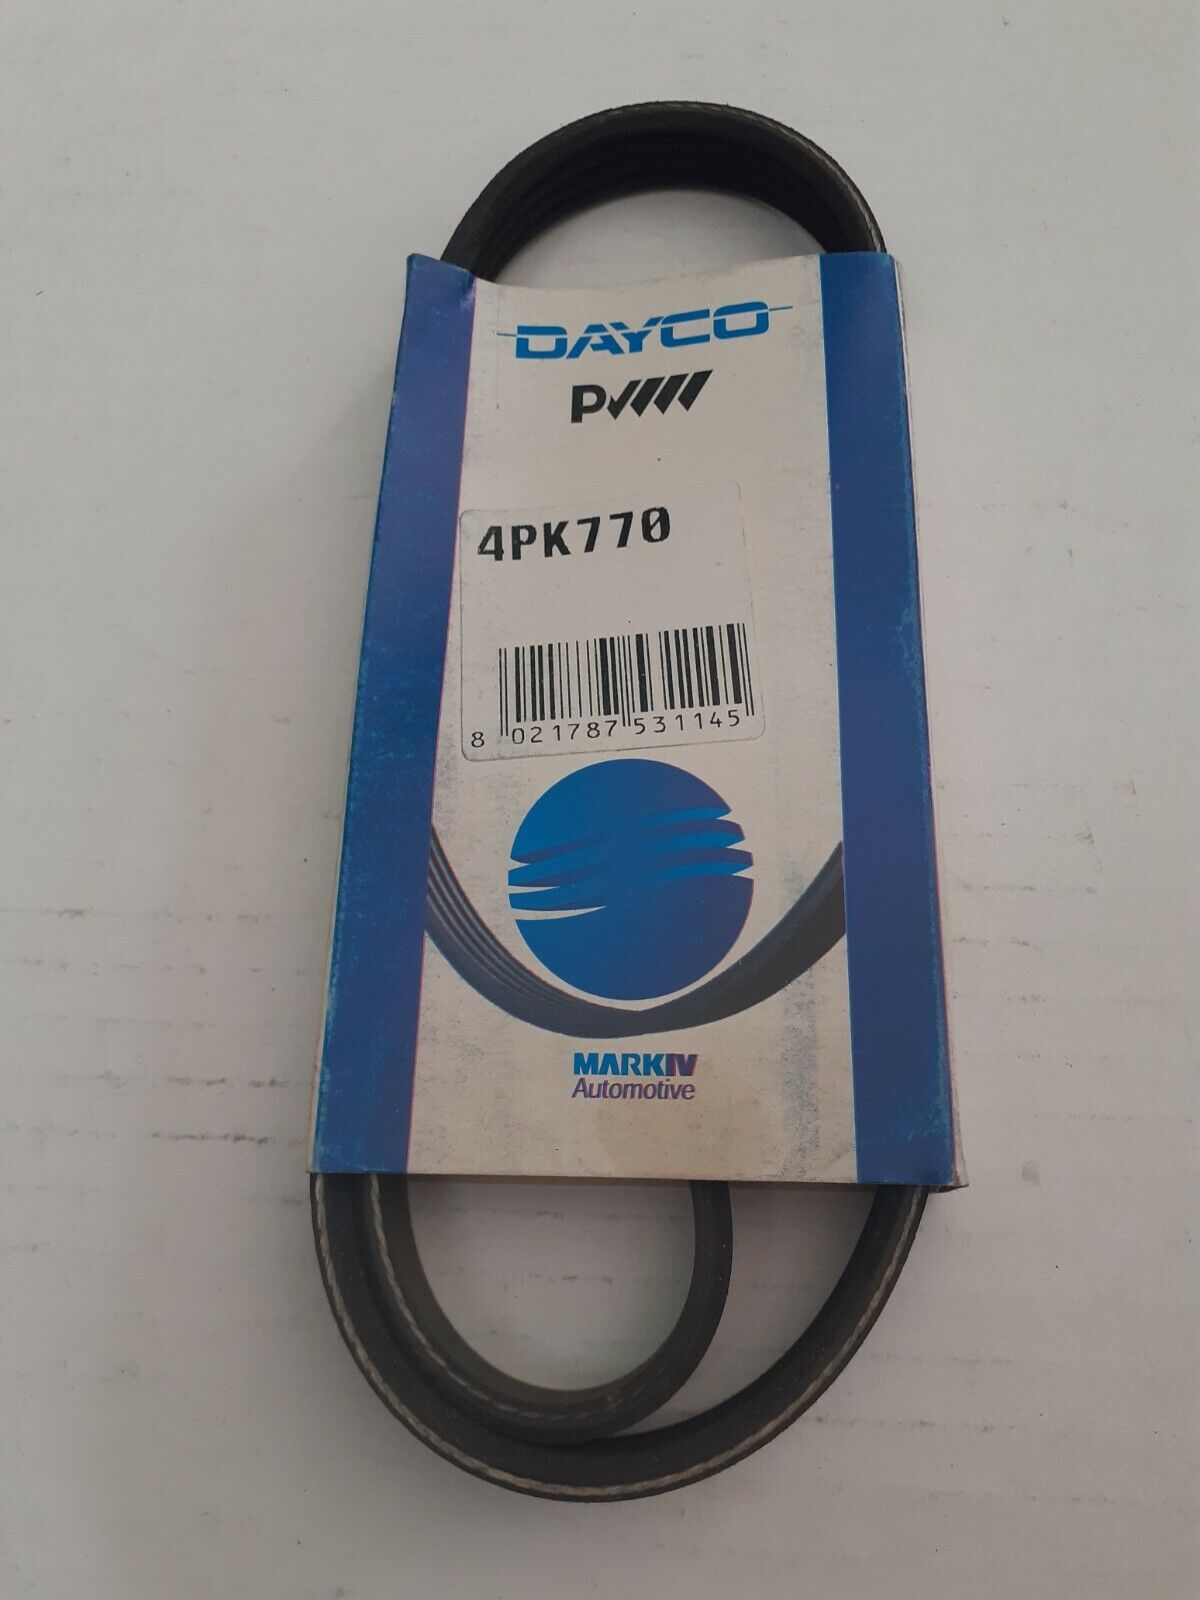 DAYCO
PV
4PK770
8 021787 531145
MARKIV
Automotive